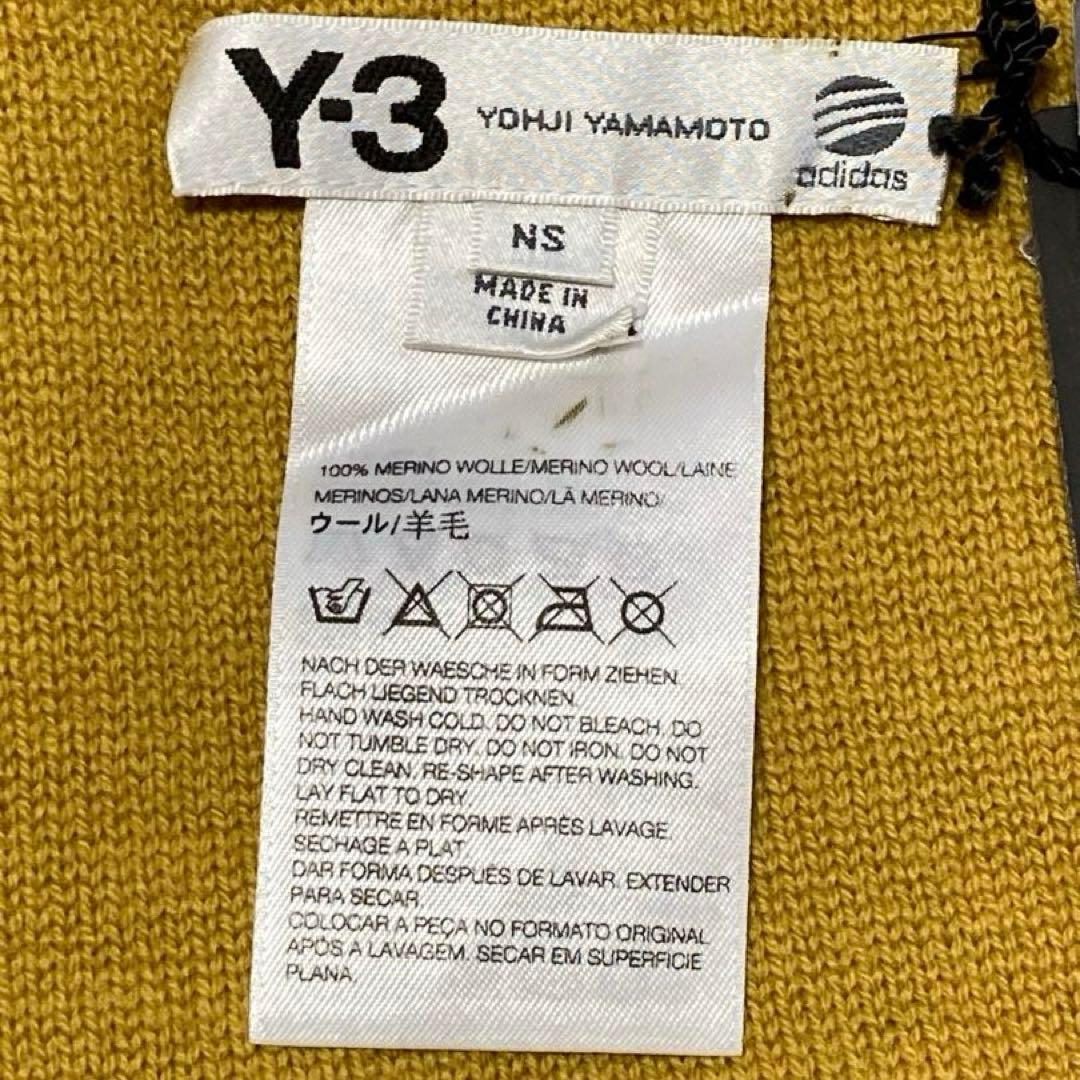 Y-3 YOHJI YAMAMOTO adidas
NS
MADE IN
CHINA
100% MERINO WOLLE/MERINO WOOL/LAINE
MERINOS/LANA MERINO/LÃ MERINO/
ウール/羊毛
NACH DER WAESCHE IN FORM ZIEHEN.
FLACH LIEGEND TROCKNEN.
HAND WASH COLD. DO NOT BLEACH. DO
NOT TUMBLE DRY. DO NOT IRON. DO NOT
DRY CLEAN. RE-SHAPE AFTER WASHING.
LAY FLAT TO DRY.
REMETTRE EN FORME APRÈS LAVAGE.
SECHAGE A PLAT
DAR FORMA DESPUÉS DE LAVAR. EXTENDER
PARA SECAR.
COLOCAR A PEÇA NO FORMATO ORIGINAL
APÓS A LAVAGEM. SECAR EM SUPERFICIE
PLANA.